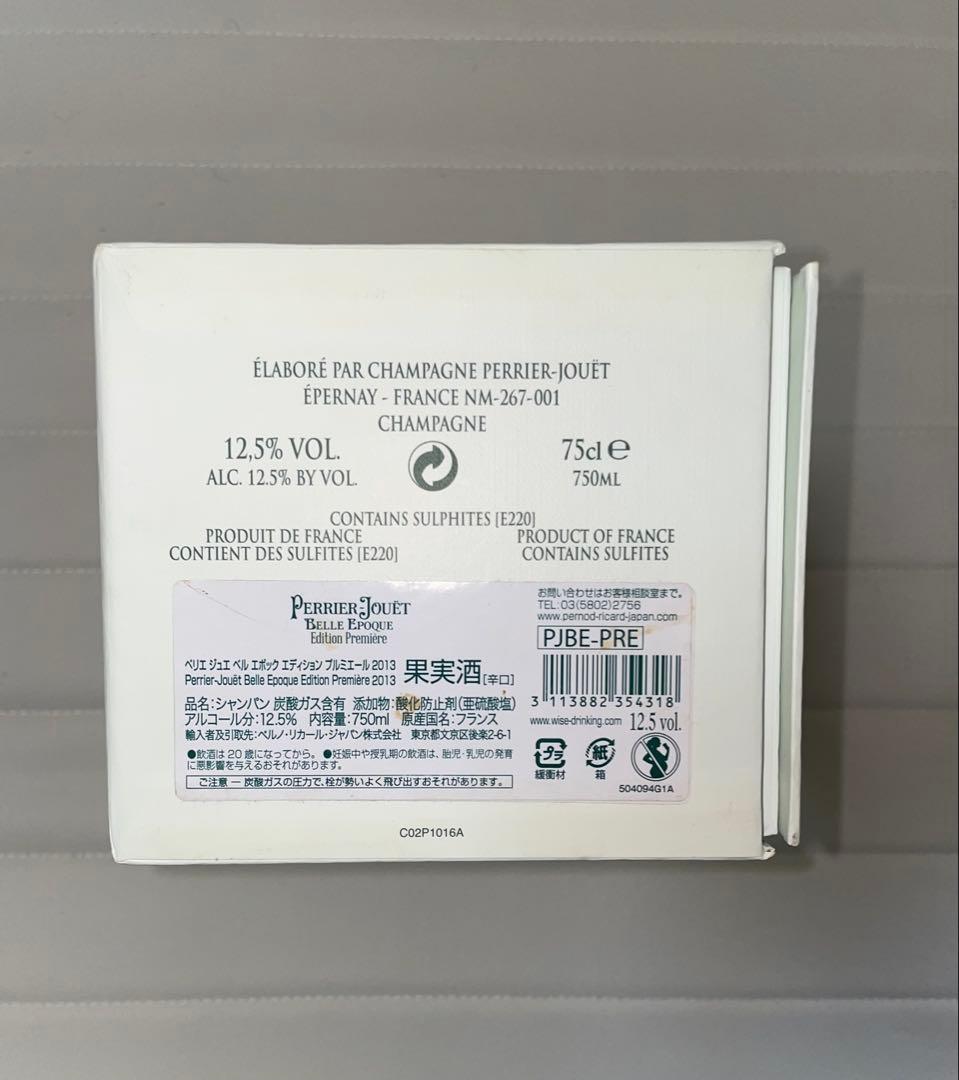 ÉLABORÉ PAR CHAMPAGNE PERRIER-JOUËT
ÉPERNAY - FRANCE NM-267-001
CHAMPAGNE
12,5% VOL.
ALC. 12.5% BY VOL.
75cl e
750ML
CONTAINS SULPHITES [E220]
PRODUIT DE FRANCE
CONTIENT DES SULFITES [E220]
PRODUCT OF FRANCE
CONTAINS SULFITES
PERRIER-JOUËT
BELLE EPOQUE
Edition Première
ペリエ ジュエ ベル エポック エディション プルミエール 2013
Perrier-Jouët Belle Epoque Edition Première 2013
果実酒[辛口]
品名:シャンパン 炭酸ガス含有 添加物:酸化防止剤(亜硫酸塩)
アルコール分:12.5% 内容量:750ml 原産国名:フランス
輸入者及引取先:ペルノ・リカール・ジャパン株式会社 東京都文京区後楽2-6-1
●飲酒は20歳になってから。●妊娠中や授乳期の飲酒は、胎児・乳児の発育
に悪影響を与えるおそれがあります。
ご注意 ― 炭酸ガスの圧力で、栓が勢いよく飛び出すおそれがあります。
お問い合わせはお客様相談室まで。
TEL:03(5802)2756
www.pernod-ricard-japan.com
PJBE-PRE
3 113882 354318
www.wise-drinking.com 12.5 vol.
プラ
緩衝材
紙
箱
504094G1A
C02P1016A